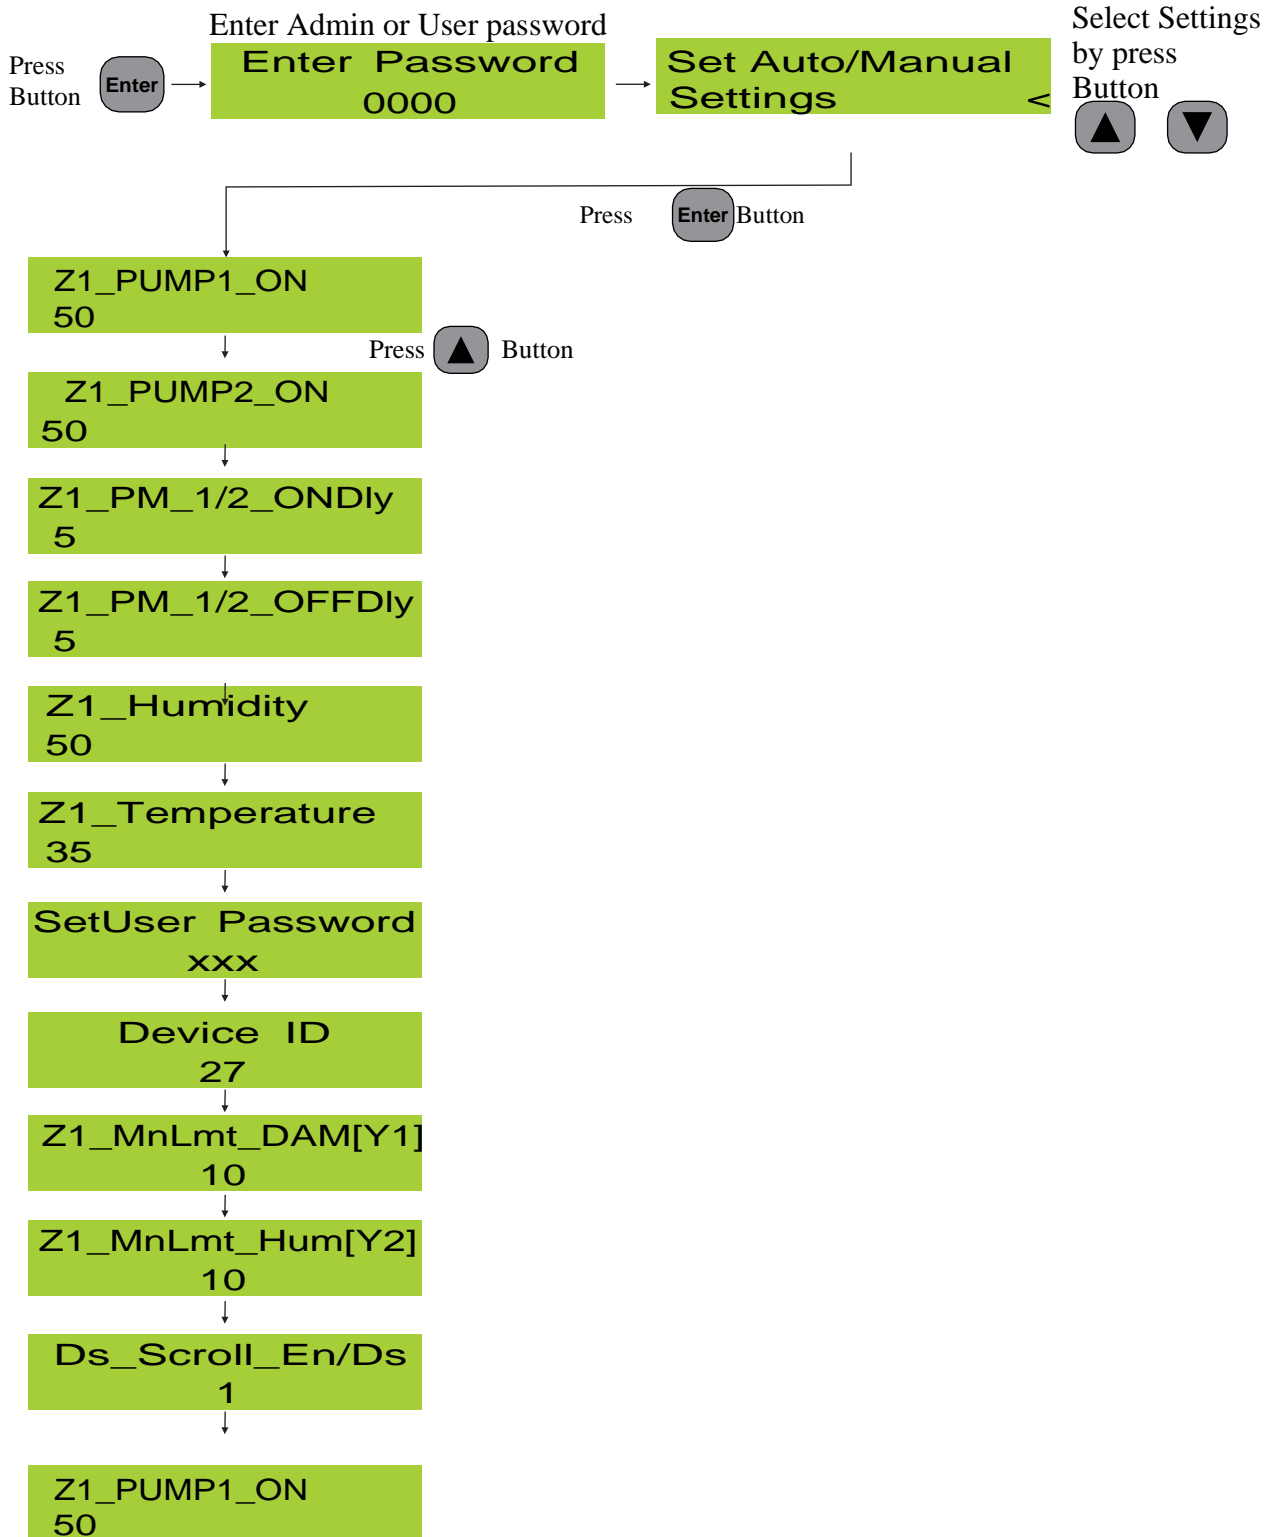 Enter Admin or User password
Press
Button
Enter
Enter Password
0000
Set Auto/Manual
Settings <
Select Settings
by press
Button
Press Enter Button
Z1_PUMP1_ON
50
Press Button
Z1_PUMP2_ON
50
Z1_PM_1/2_ONDly
5
Z1_PM_1/2_OFFDly
5
Z1_Humidity
50
Z1_Temperature
35
SetUser Password
xxx
Device ID
27
Z1_MnLmt_DAM[Y1]
10
Z1_MnLmt_Hum[Y2]
10
Ds_Scroll_En/Ds
1
Z1_PUMP1_ON
50